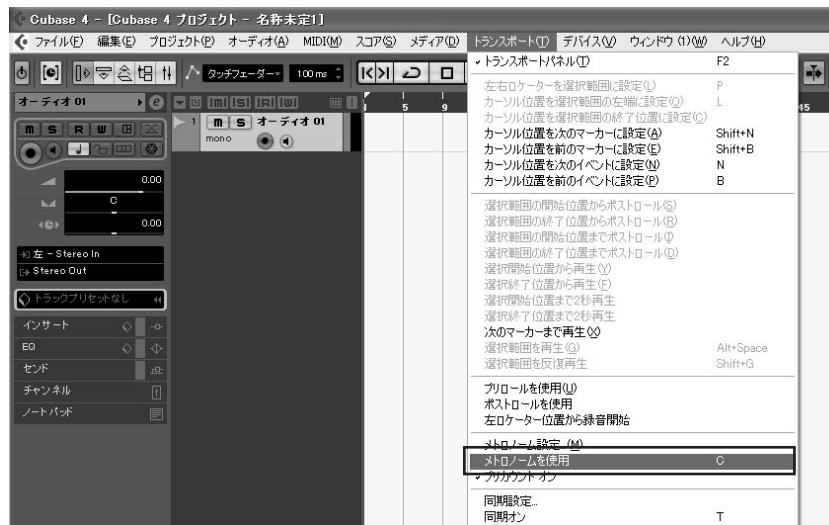 Cubase 4 - [Cubase 4 プロジェクト - 名称未定1]
ファイル(F) 編集(E) プロジェクト(P) オーディオ(A) MIDI(M) スコア(S) メディア(D) トランスポート(T) デバイス(V) ウィンドウ (1)(W) ヘルプ(H)
タッチフェーダー 100 ms
オーディオ 01
1 5 9 45
M S R W
1 M S オーディオ 01
mono
0.00
C
0.00
左 - Stereo In
Stereo Out
トラックプリセットなし
インサート
EQ
センド
チャンネル
ノートパッド
トランスポートパネル(T) F2
左右ロケーターを選択範囲に設定(L) P
カーソル位置を選択範囲の左端に設定(O) L
カーソル位置を選択範囲の終了位置に設定(C)
カーソル位置を次のマーカーに設定(A) Shift+N
カーソル位置を前のマーカーに設定(E) Shift+B
カーソル位置を次のイベントに設定(N) N
カーソル位置を前のイベントに設定(P) B
選択範囲の開始位置からポストロール(S)
選択範囲の終了位置からポストロール(R)
選択範囲の開始位置までポストロール(I)
選択範囲の終了位置までポストロール(D)
選択開始位置から再生(Y)
選択終了位置から再生(F)
選択開始位置まで2秒再生
選択終了位置まで2秒再生
次のマーカーまで再生(X)
選択範囲を再生(G) Alt+Space
選択範囲を反復再生 Shift+G
プリロールを使用(U)
ポストロールを使用
左ロケーター位置から録音開始
メトロノーム設定...(M)
メトロノームを使用 C
プリカウント オン
同期設定...
同期オン T